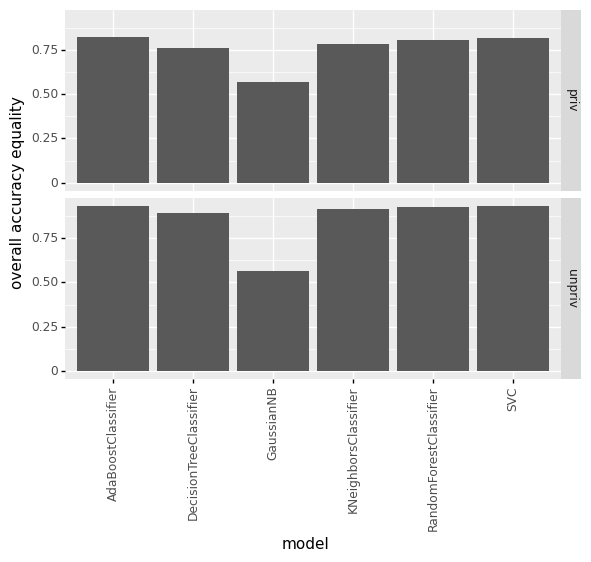 overall accuracy equality
0.75
0.50
0.25
0
priv
0.75
0.50
0.25
0
unpriv
AdaBoostClassifier
DecisionTreeClassifier
GaussianNB
KNeighborsClassifier
RandomForestClassifier
SVC
model